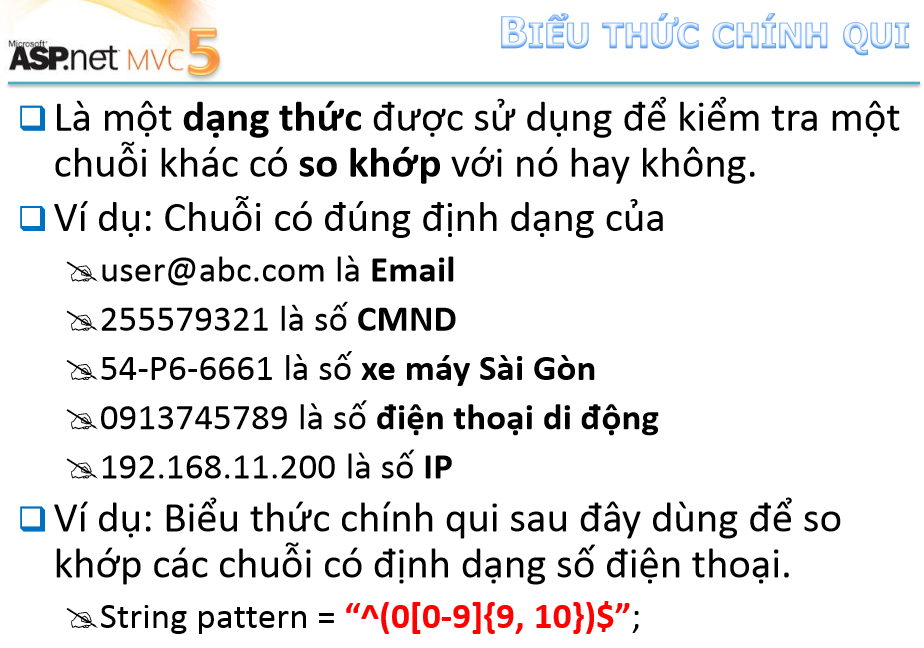 Microsoft
ASP.net MVC 5
BIỂU THỨC CHÍNH QUI
Là một dạng thức được sử dụng để kiểm tra một
chuỗi khác có so khớp với nó hay không.
Ví dụ: Chuỗi có đúng định dạng của
user@abc.com là Email
255579321 là số CMND
54-P6-6661 là số xe máy Sài Gòn
0913745789 là số điện thoại di động
192.168.11.200 là số IP
Ví dụ: Biểu thức chính qui sau đây dùng để so
khớp các chuỗi có định dạng số điện thoại.
String pattern = “^(0[0-9]{9, 10})$”;